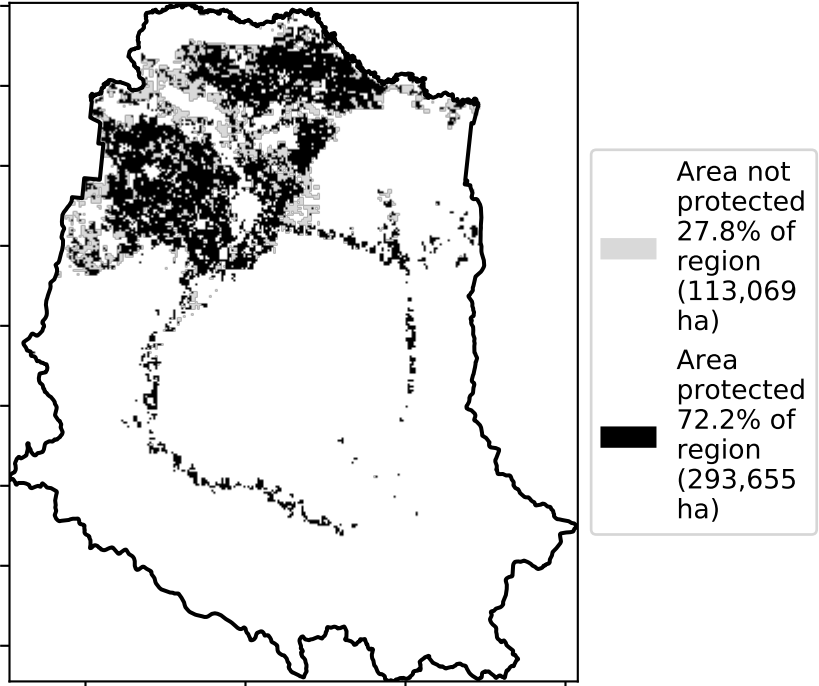 Area not
protected
27.8% of
region
(113,069
ha)
Area
protected
72.2% of
region
(293,655
ha)